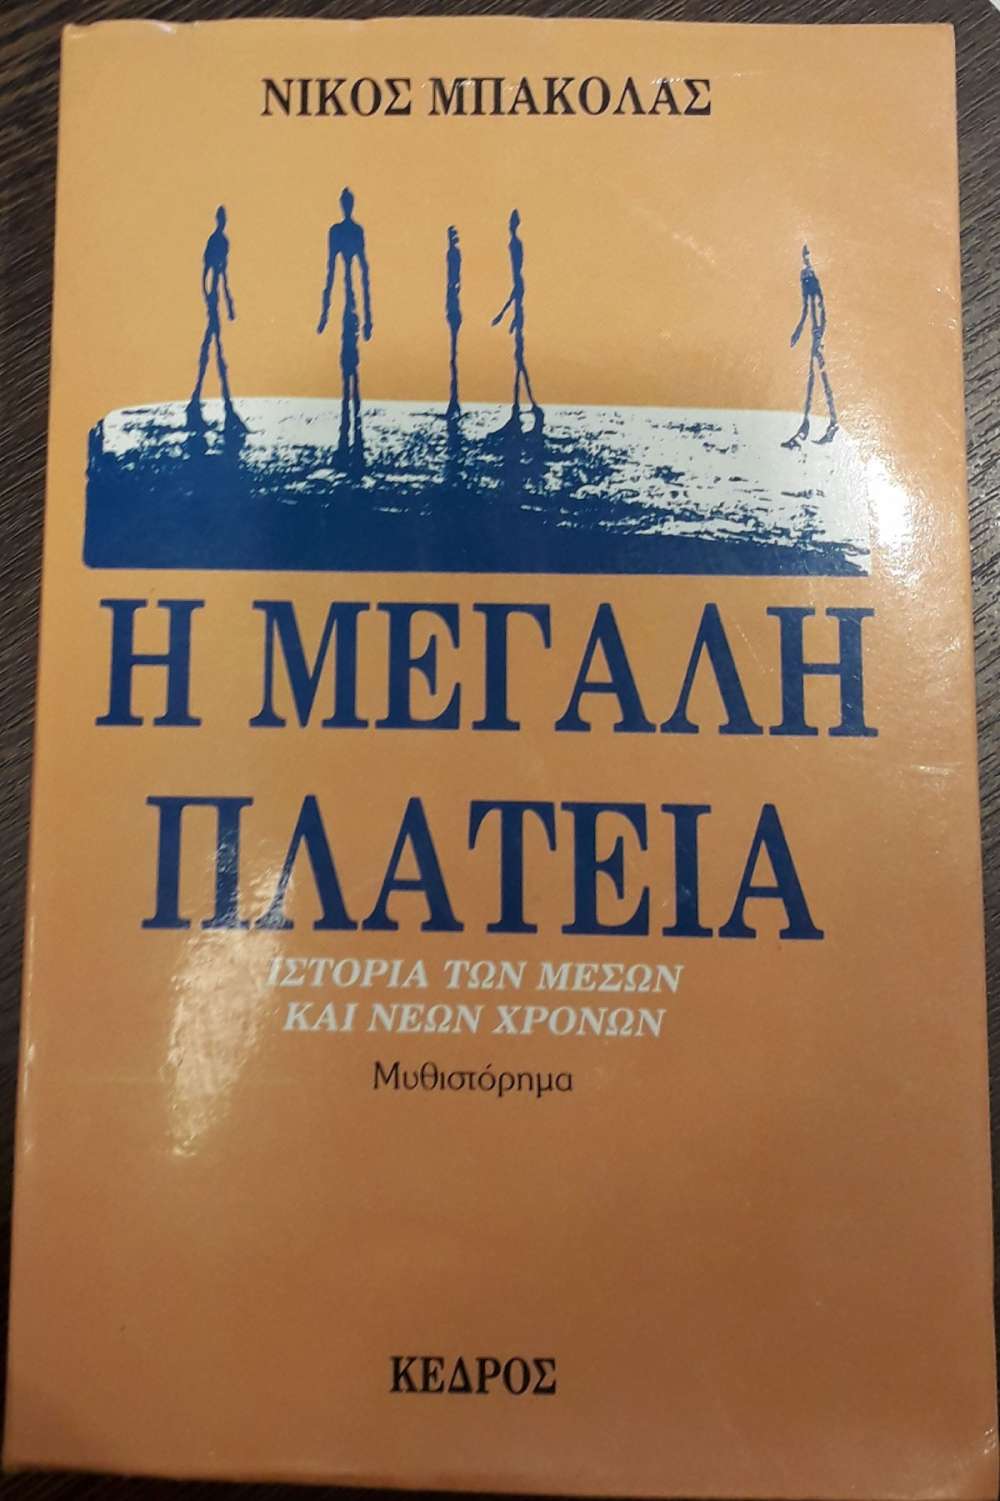 ΝΙΚΟΣ ΜΠΑΚΟΛΑΣ
Η ΜΕΓΑΛΗ
ΠΛΑΤΕΙΑ
ΙΣΤΟΡΙΑ ΤΩΝ ΜΕΣΩΝ
ΚΑΙ ΝΕΩΝ ΧΡΟΝΩΝ
Μυθιστόρημα
ΚΕΔΡΟΣ